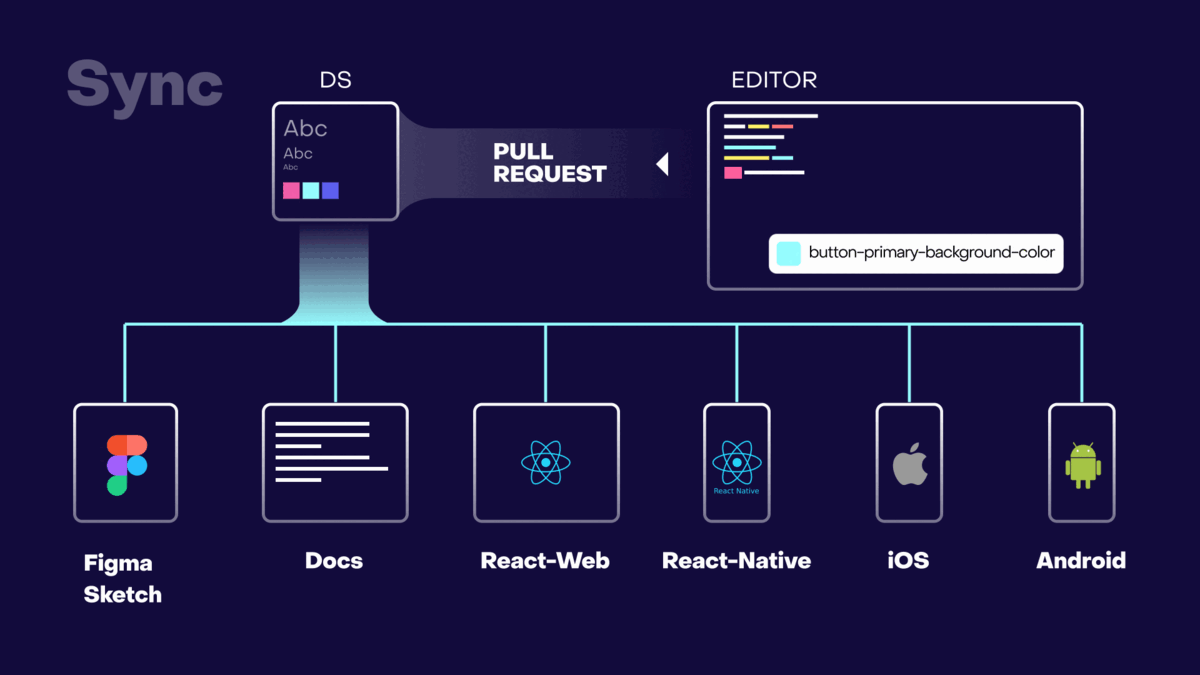 Sync
DS
EDITOR
Abc
Abc
Abc
PULL
REQUEST
button-primary-background-color
React Native
Figma
Sketch
Docs
React-Web
React-Native
iOS
Android